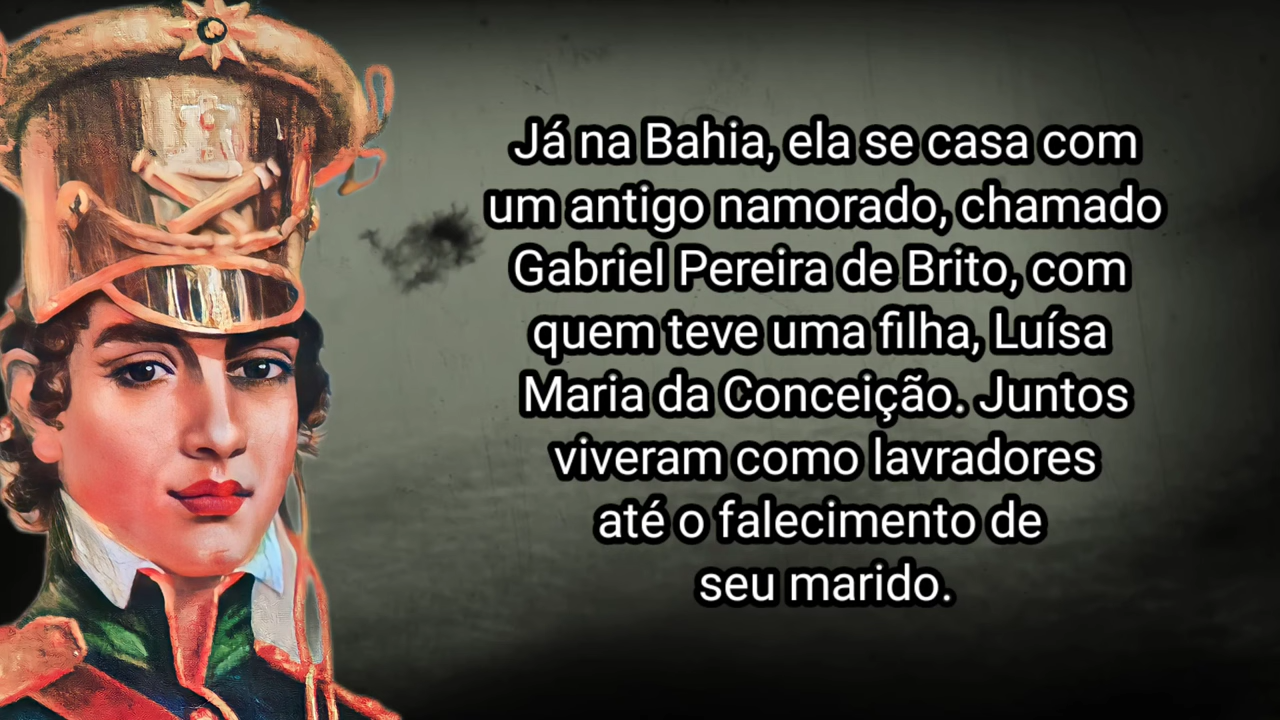 Já na Bahia, ela se casa com
um antigo namorado, chamado
Gabriel Pereira de Brito, com
quem teve uma filha, Luísa
Maria da Conceição. Juntos
viveram como lavradores
até o falecimento de
seu marido.